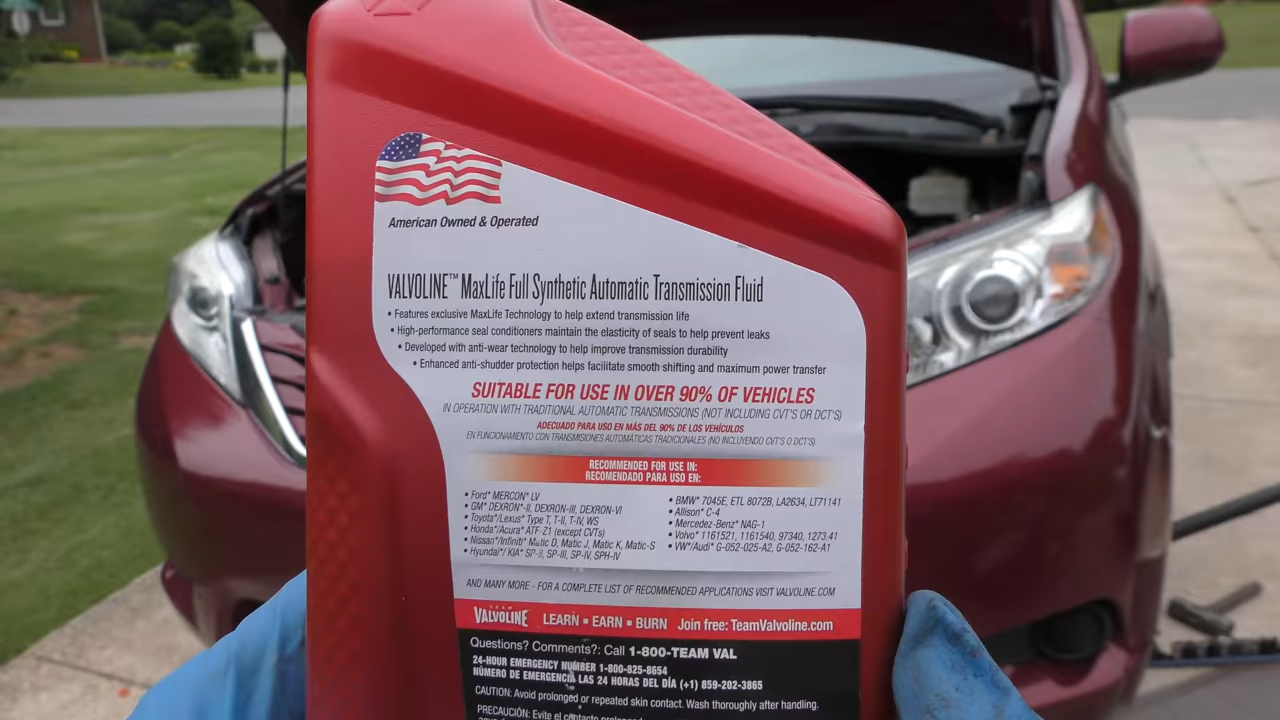 American Owned & Operated
VALVOLINE™ MaxLife Full Synthetic Automatic Transmission Fluid
• Features exclusive MaxLife Technology to help extend transmission life
• High-performance seal conditioners maintain the elasticity of seals to help prevent leaks
• Developed with anti-wear technology to help improve transmission durability
• Enhanced anti-shudder protection helps facilitate smooth shifting and maximum power transfer
SUITABLE FOR USE IN OVER 90% OF VEHICLES
IN OPERATION WITH TRADITIONAL AUTOMATIC TRANSMISSIONS (NOT INCLUDING CVT'S OR DCT'S)
ADECUADO PARA USO EN MÁS DEL 90% DE LOS VEHÍCULOS
EN FUNCIONAMIENTO CON TRANSMISIONES AUTOMÁTICAS TRADICIONALES (NO INCLUYENDO CVT'S O DCT'S)
RECOMMENDED FOR USE IN:
RECOMENDADO PARA USO EN:
• Ford* MERCON* LV
• GM* DEXRON*-II, DEXRON-III, DEXRON-VI
• Toyota*/Lexus* Type T, T-II, T-IV, WS
• Honda*/Acura* ATF-Z1 (except CVTs)
• Nissan*/Infiniti* Matic D, Matic J, Matic K, Matic-S
• Hyundai*/ KIA* SP-II, SP-III, SP-IV, SPH-IV
• BMW* 7045E, ETL 8072B, LA2634, LT71141
• Allison* C-4
• Mercedez-Benz* NAG-1
• Volvo* 1161521, 1161540, 97340, 1273.41
• VW*/Audi* G-052-025-A2, G-052-162-A1
AND MANY MORE - FOR A COMPLETE LIST OF RECOMMENDED APPLICATIONS VISIT VALVOLINE.COM
TEAM
VALVOLINE LEARN ▪ EARN ▪ BURN Join free: TeamValvoline.com
Questions? Comments?: Call 1-800-TEAM VAL
24-HOUR EMERGENCY NUMBER 1-800-825-8654
NÚMERO DE EMERGENCIA LAS 24 HORAS DEL DÍA (+1) 859-202-3865
CAUTION: Avoid prolonged or repeated skin contact. Wash thoroughly after handling.
PRECAUCIÓN: Evite el contacto